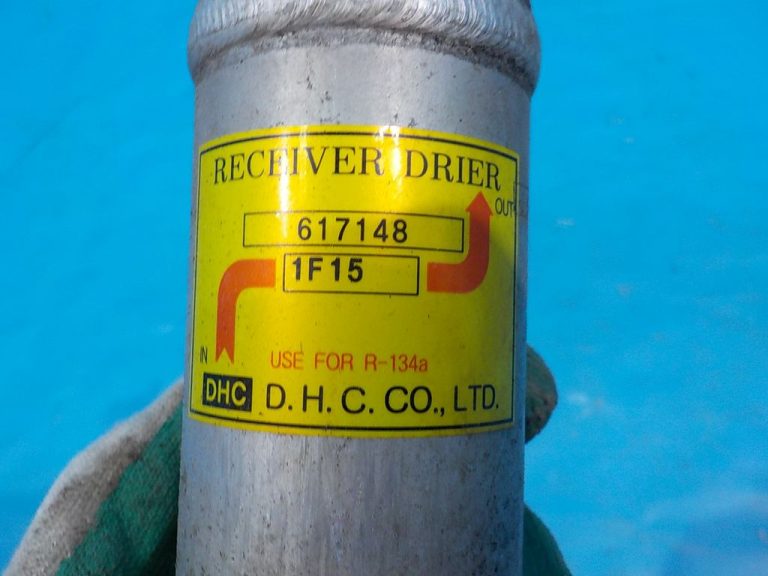 RECEIVER DRIER
OUT
617148
1F15
IN
USE FOR R-134a
DHC D. H. C. CO., LTD.